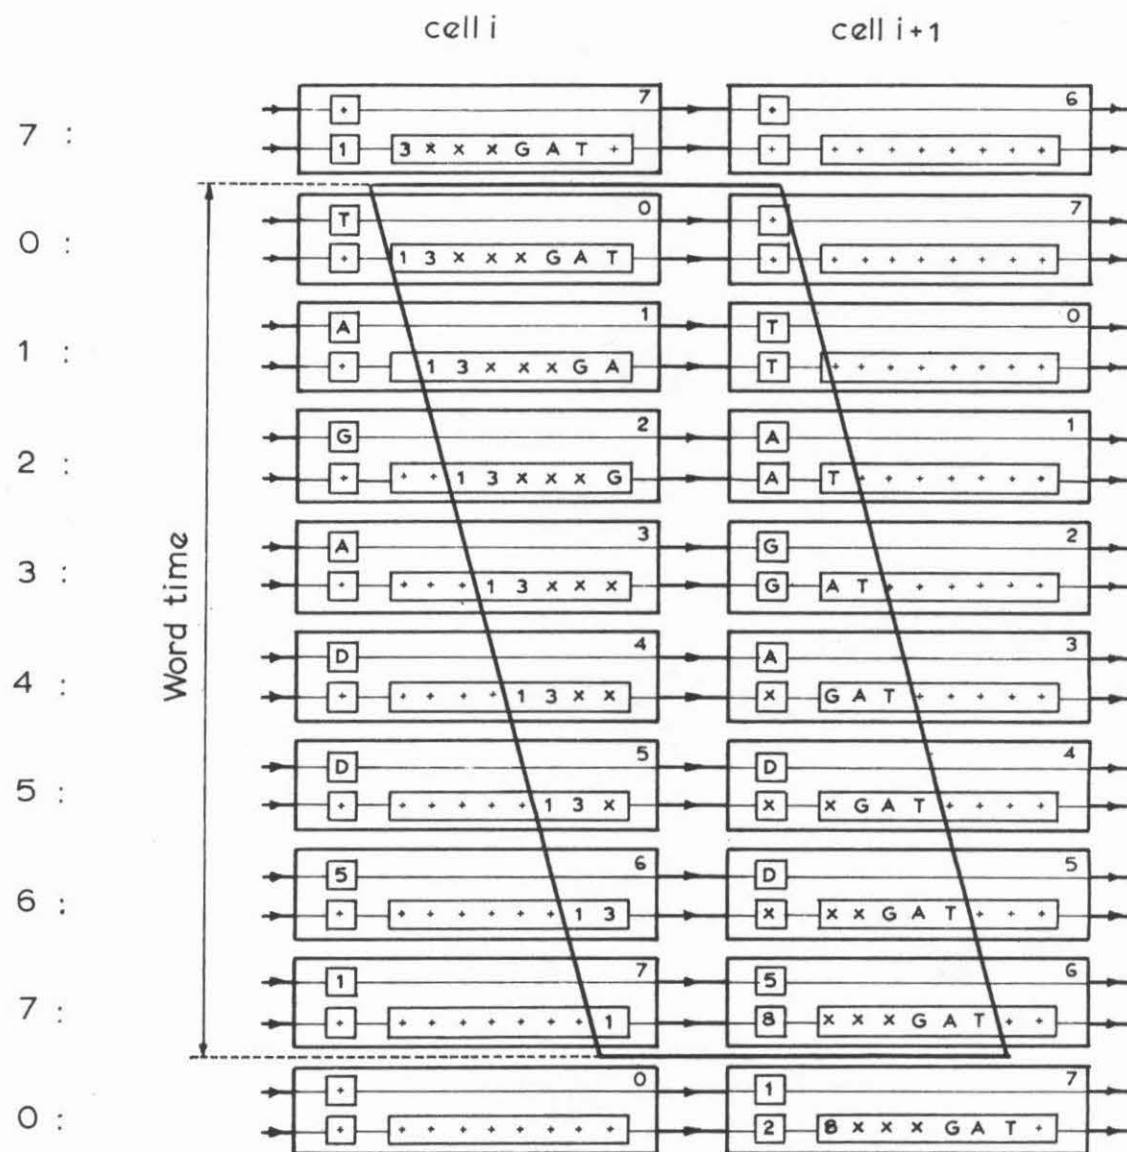 cell i cell i+1
7 6
7 : + +
1 3 x x x G A T + + + + + + + + + +
0 7
0 : T +
+ 1 3 x x x G A T + + + + + + + + +
1 0
1 : A T
+ 1 3 x x x G A T + + + + + + + +
2 1
2 : G A
+ + + 1 3 x x x G A T + + + + + + +
3 2
3 : A G
+ + + + 1 3 x x x G A T + + + + + +
4 3
4 : D A
+ + + + + 1 3 x x x G A T + + + + +
5 4
5 : D D
+ + + + + + 1 3 x x x G A T + + + +
6 5
6 : 5 D
+ + + + + + + 1 3 x x x G A T + + +
7 6
7 : 1 5
+ + + + + + + + 1 8 x x x G A T + +
0 7
0 : + 1
+ + + + + + + + + 2 8 x x x G A T +
Word time